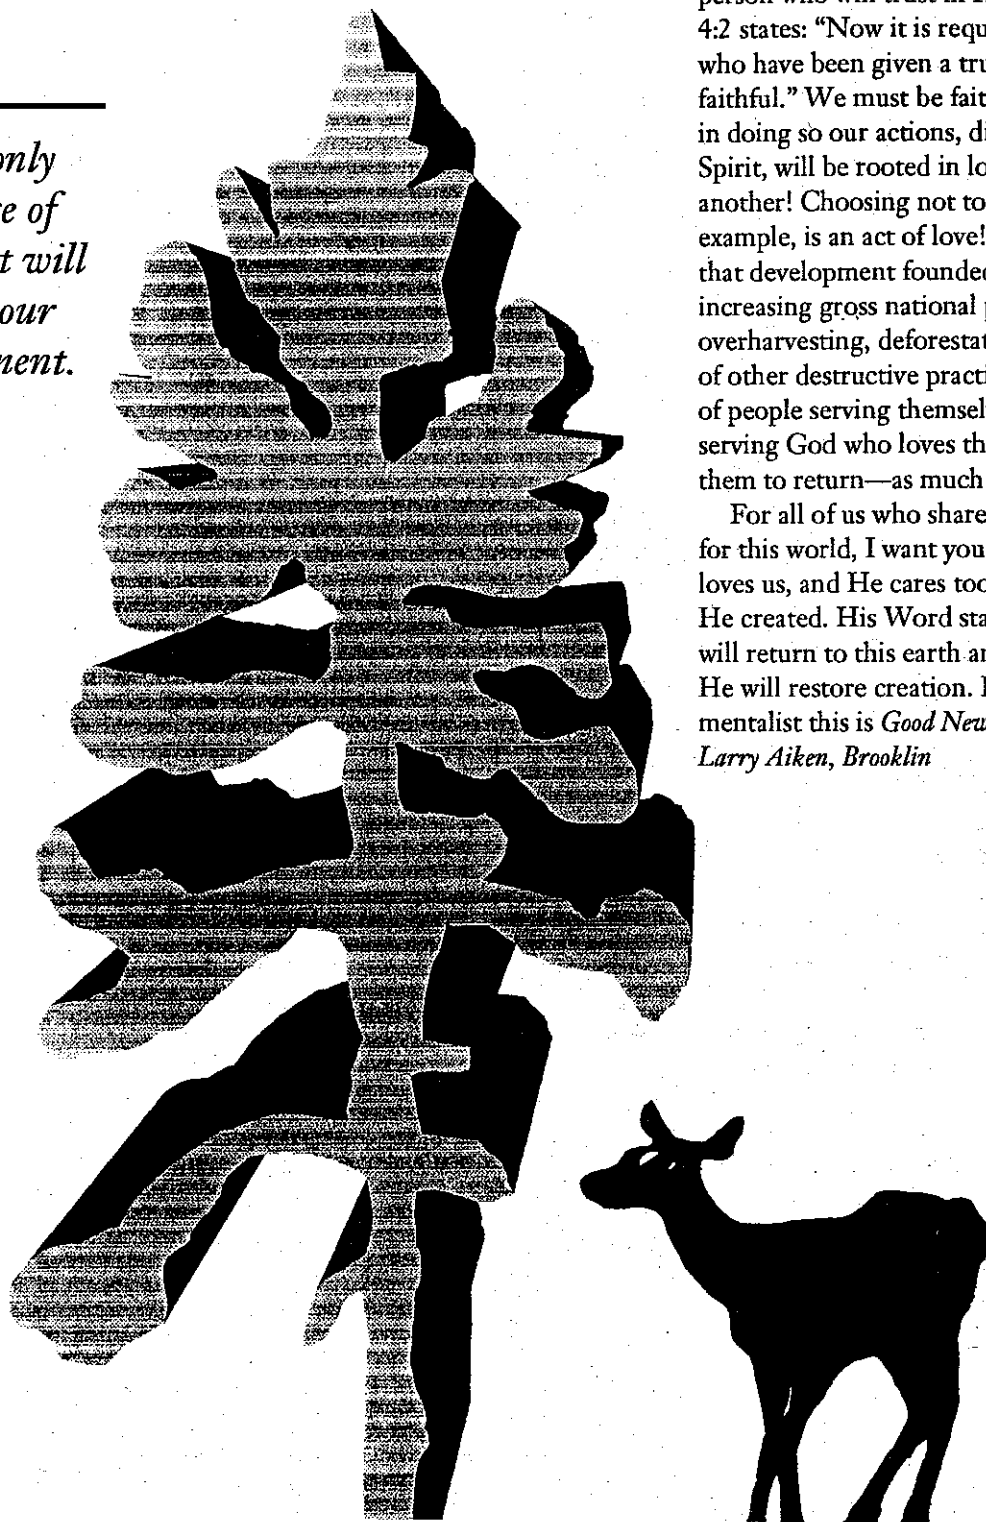 only
e of
t will
our
nent.
person who will trust in
4:2 states: “Now it is requ
who have been given a tru
faithful.” We must be fait
in doing so our actions, di
Spirit, will be rooted in lo
another! Choosing not to
example, is an act of love!
that development founded
increasing gross national p
overharvesting, deforestat
of other destructive practi
of people serving themsel
serving God who loves th
them to return—as much
For all of us who share
for this world, I want you
loves us, and He cares too
He created. His Word sta
will return to this earth an
He will restore creation.
mentalist this is Good New
Larry Aiken, Brooklin